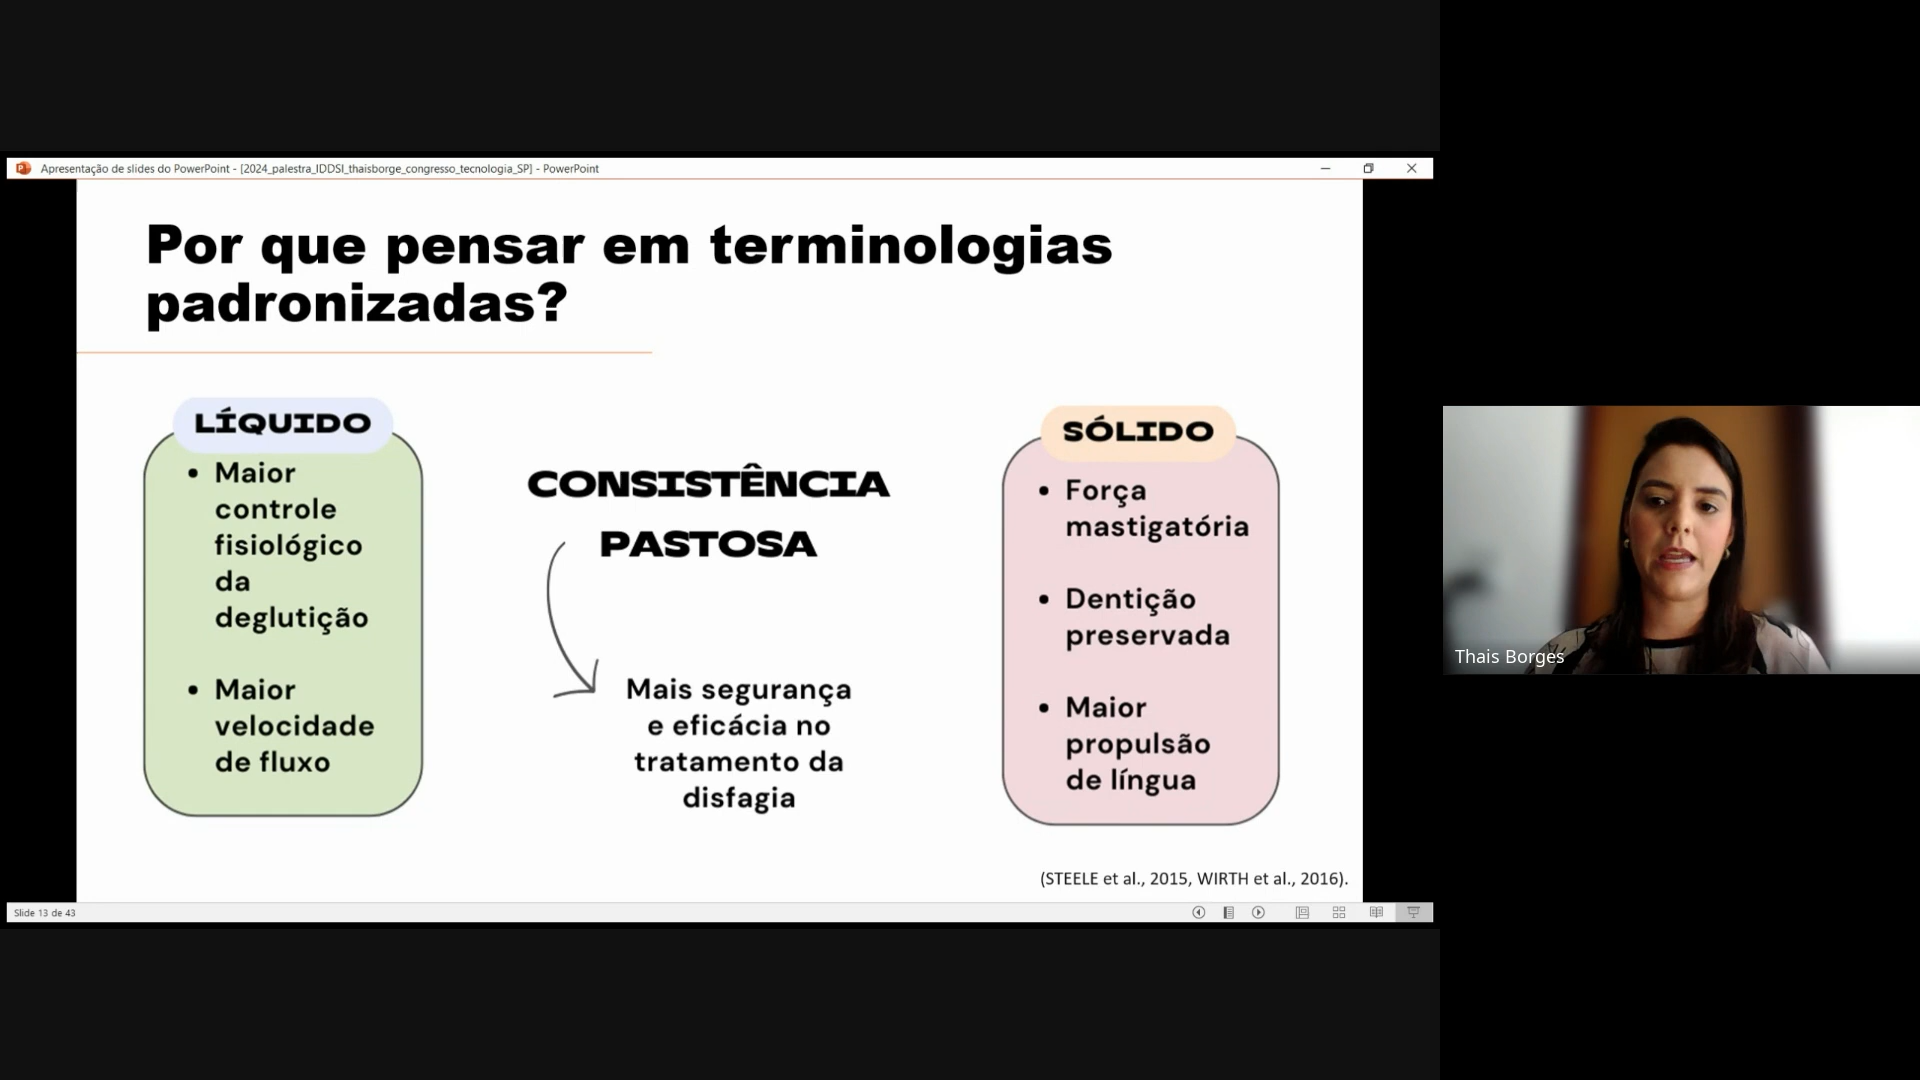 Apresentação de slides do PowerPoint - [2024_palestra_IDDSI_thaisborge_congresso_tecnologia_SP] - PowerPoint
Por que pensar em terminologias
padronizadas?
LÍQUIDO
• Maior
controle
fisiológico
da
deglutição
• Maior
velocidade
de fluxo
CONSISTÊNCIA
PASTOSA
Mais segurança
e eficácia no
tratamento da
disfagia
SÓLIDO
• Força
mastigatória
• Dentição
preservada
• Maior
propulsão
de língua
(STEELE et al., 2015, WIRTH et al., 2016).
Slide 13 de 43
Thais Borges